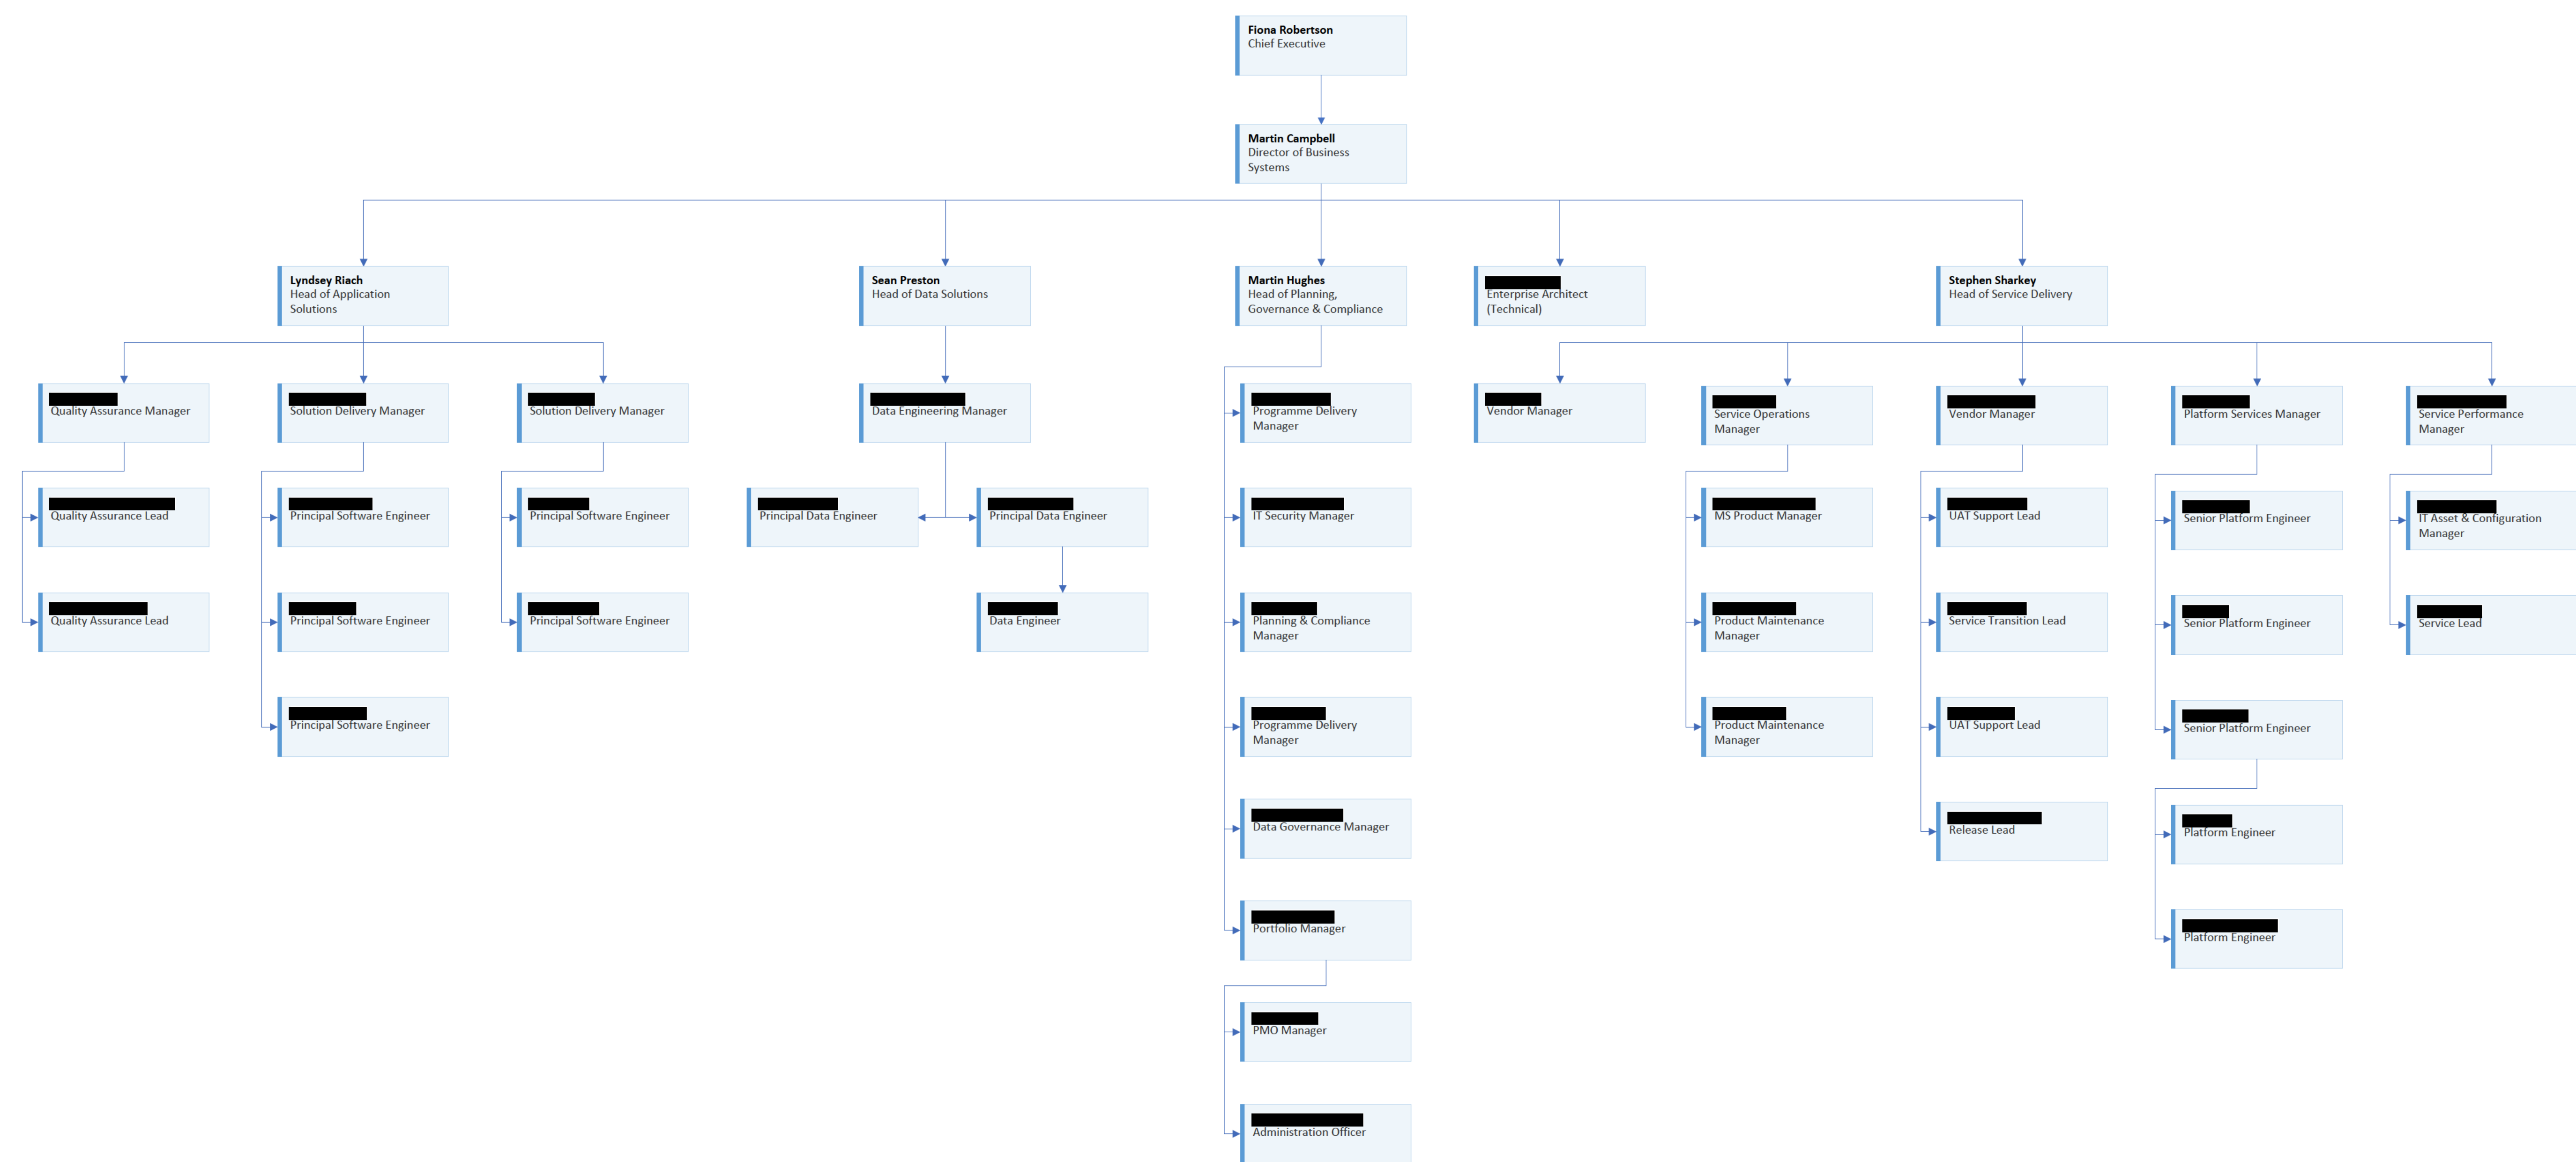 Fiona Robertson
Chief Executive
Martin Campbell
Director of Business
Systems
Lyndsey Riach
Head of Application
Solutions
Sean Preston
Head of Data Solutions
Martin Hughes
Head of Planning,
Governance & Compliance
Enterprise Architect
(Technical)
Stephen Sharkey
Head of Service Delivery
Quality Assurance Manager
Solution Delivery Manager
Solution Delivery Manager
Data Engineering Manager
Programme Delivery
Manager
Vendor Manager
Service Operations
Manager
Vendor Manager
Platform Services Manager
Service Performance
Manager
Quality Assurance Lead
Principal Software Engineer
Principal Software Engineer
Principal Data Engineer
Principal Data Engineer
IT Security Manager
MS Product Manager
UAT Support Lead
Senior Platform Engineer
IT Asset & Configuration
Manager
Quality Assurance Lead
Principal Software Engineer
Principal Software Engineer
Data Engineer
Planning & Compliance
Manager
Product Maintenance
Manager
Service Transition Lead
Senior Platform Engineer
Service Lead
Principal Software Engineer
Programme Delivery
Manager
Product Maintenance
Manager
UAT Support Lead
Senior Platform Engineer
Data Governance Manager
Release Lead
Platform Engineer
Portfolio Manager
Platform Engineer
PMO Manager
Administration Officer